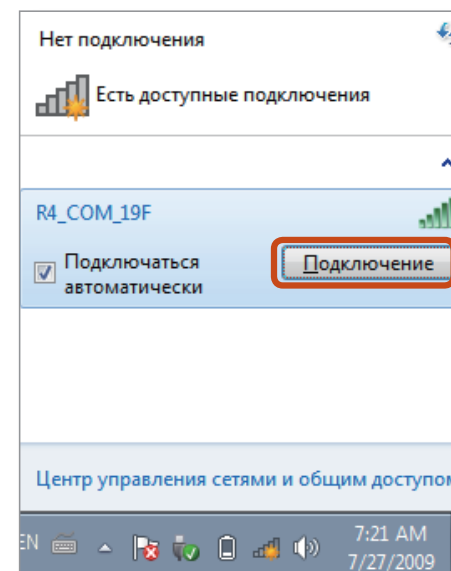 Нет подключения
Есть доступные подключения
R4_COM_19F
Подключаться
автоматически
Подключение
Центр управления сетями и общим доступом
EN
7:21 AM
7/27/2009